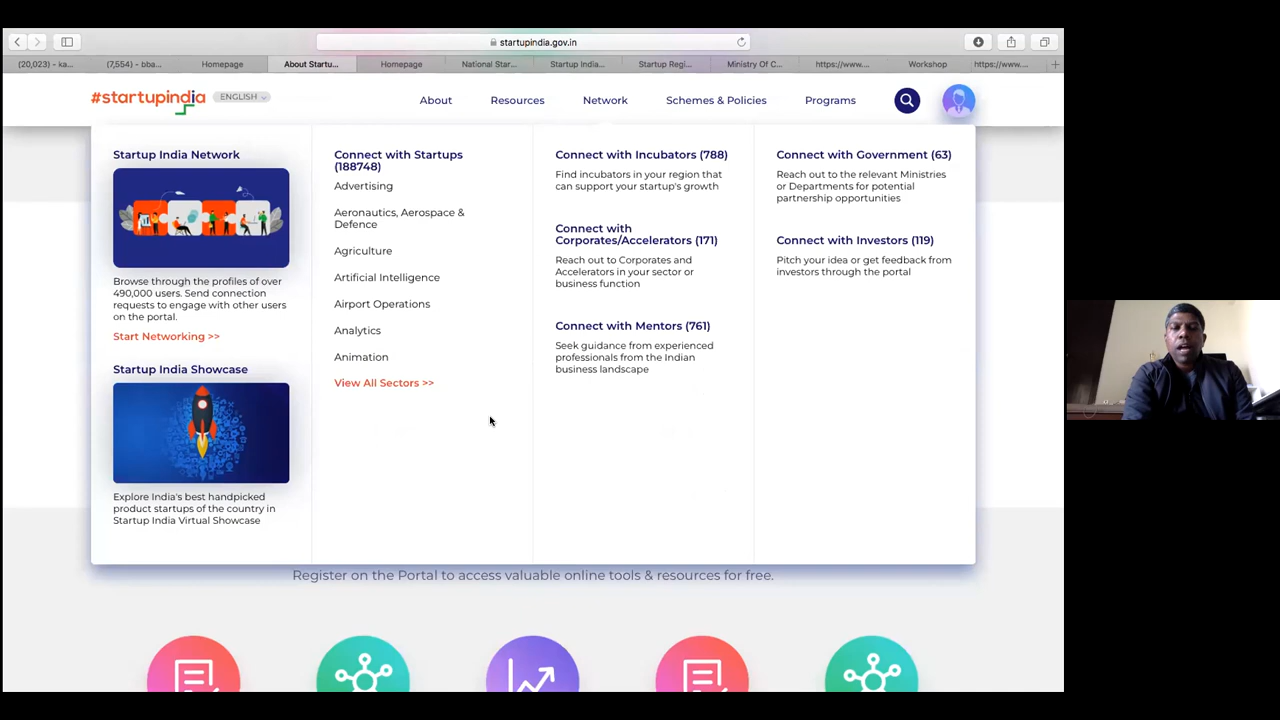 startupindia.gov.in
(20,023) - ka...
(7,554) - bba...
Homepage
About Startu...
Homepage
National Star...
Startup India...
Startup Regi...
Ministry Of C...
https://www....
Workshop
https://www....
#startupindia
ENGLISH
About
Resources
Network
Schemes & Policies
Programs
Startup India Network
Browse through the profiles of over
490,000 users. Send connection
requests to engage with other users
on the portal.
Start Networking >>
Startup India Showcase
Explore India's best handpicked
product startups of the country in
Startup India Virtual Showcase
Connect with Startups
(188748)
Advertising
Aeronautics, Aerospace &
Defence
Agriculture
Artificial Intelligence
Airport Operations
Analytics
Animation
View All Sectors >>
Connect with Incubators (788)
Find incubators in your region that
can support your startup's growth
Connect with
Corporates/Accelerators (171)
Reach out to Corporates and
Accelerators in your sector or
business function
Connect with Mentors (761)
Seek guidance from experienced
professionals from the Indian
business landscape
Connect with Government (63)
Reach out to the relevant Ministries
or Departments for potential
partnership opportunities
Connect with Investors (119)
Pitch your idea or get feedback from
investors through the portal
Register on the Portal to access valuable online tools & resources for free.